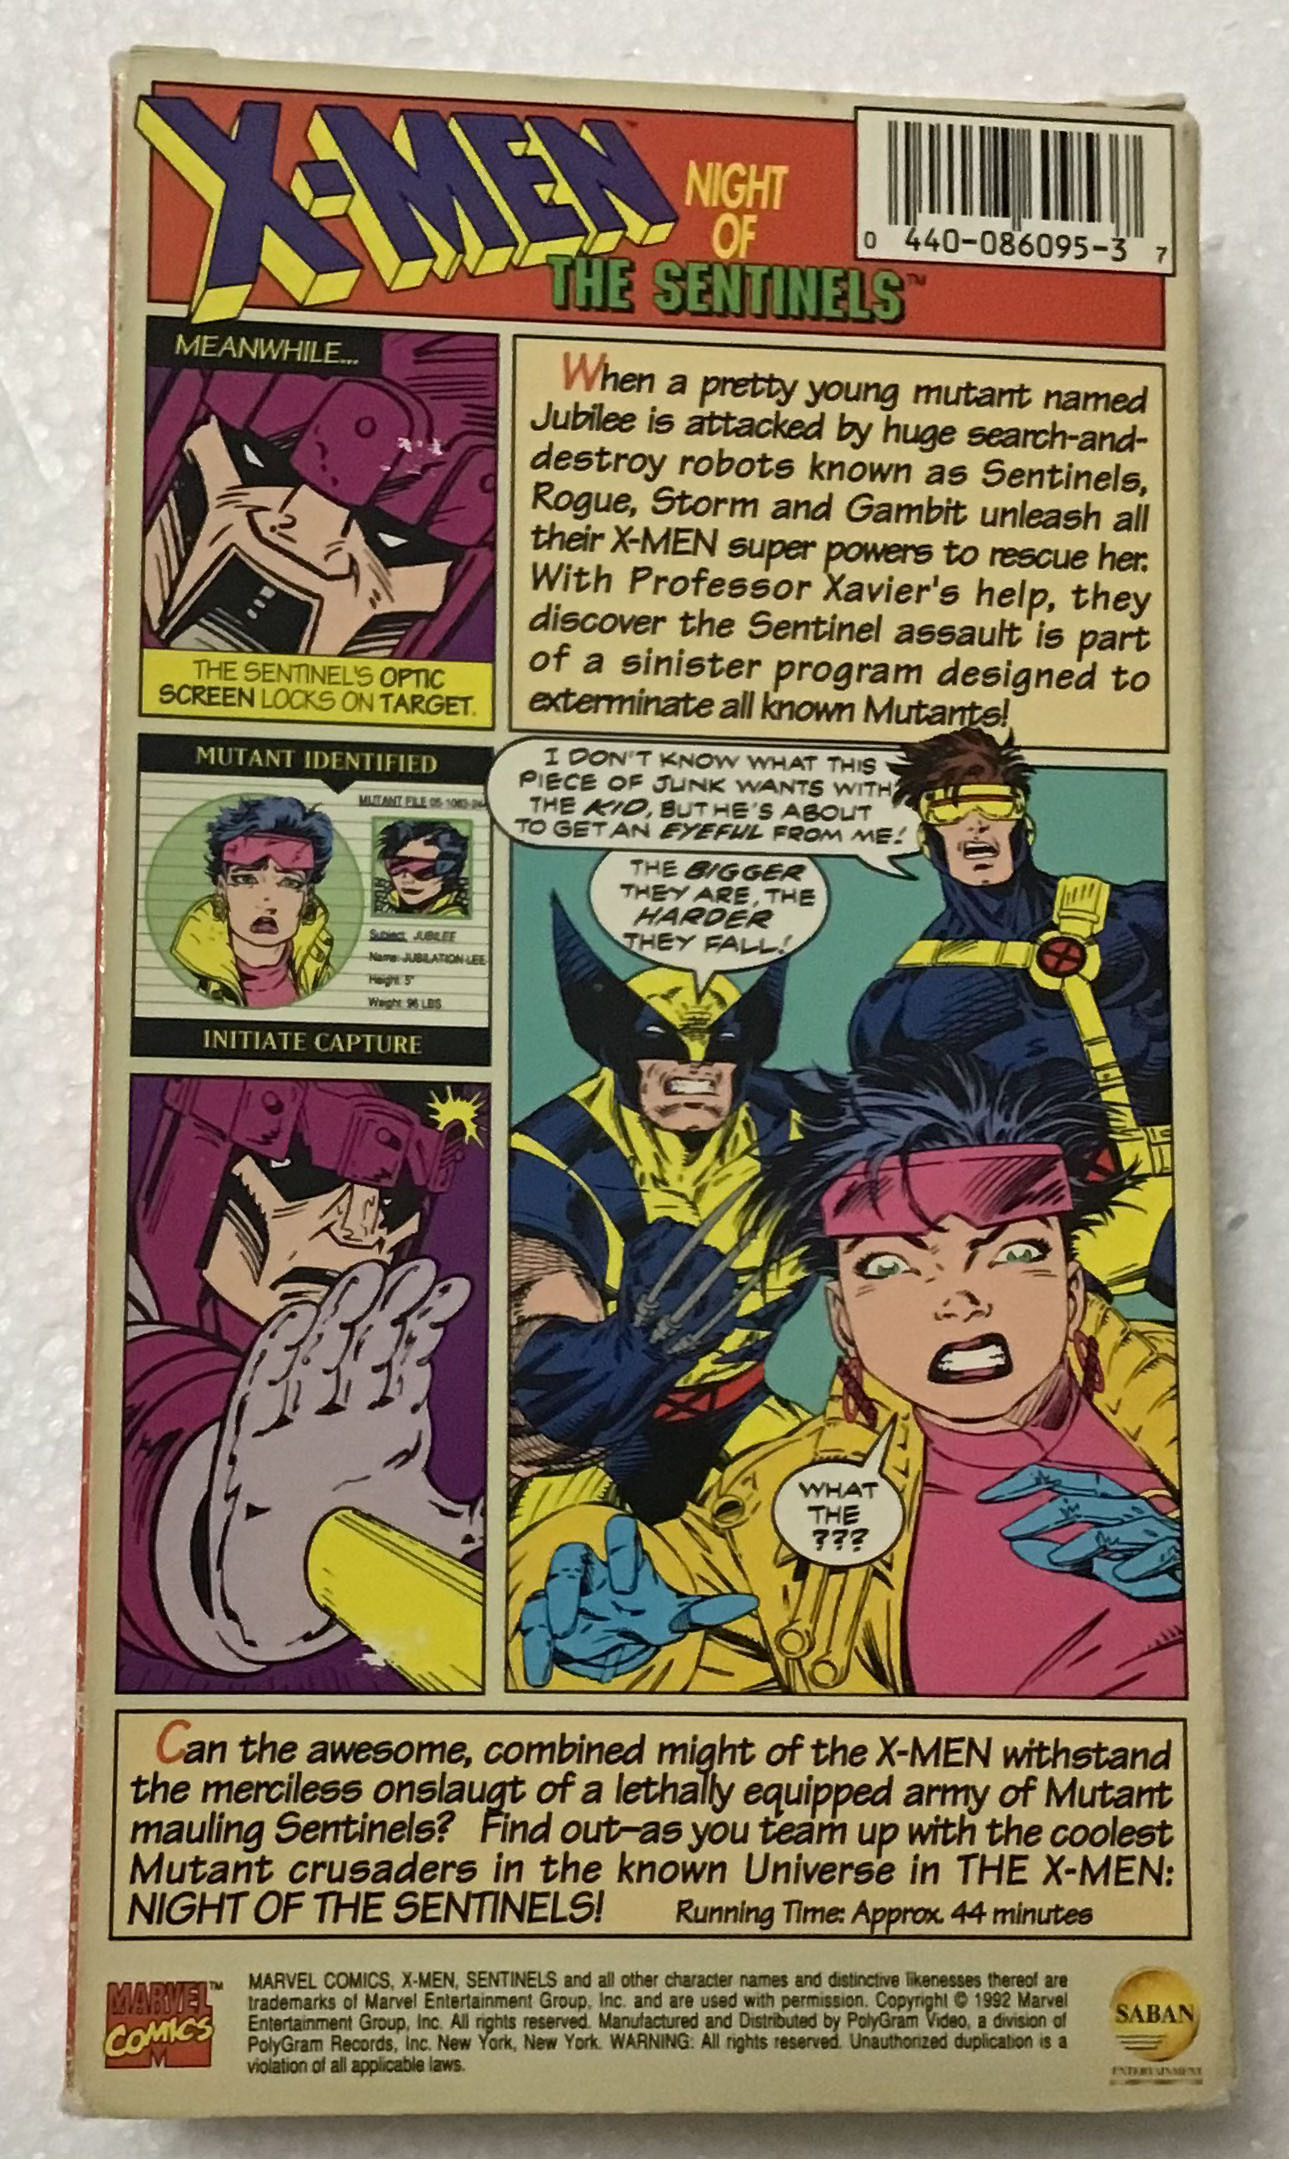 X-MEN™
NIGHT
OF
THE SENTINELS™
0 440-086095-3 7
MEANWHILE...
THE SENTINEL'S OPTIC
SCREEN LOCKS ON TARGET.
When a pretty young mutant named
Jubilee is attacked by huge search-and-
destroy robots known as Sentinels,
Rogue, Storm and Gambit unleash all
their X-MEN super powers to rescue her.
With Professor Xavier's help, they
discover the Sentinel assault is part
of a sinister program designed to
exterminate all known Mutants!
MUTANT IDENTIFIED
MUTANT FILE
Subject: JUBILEE
Name: JUBILATION LEE
Height: 5"
Weight: 96 LBS
INITIATE CAPTURE
I DON'T KNOW WHAT THIS
PIECE OF JUNK WANTS WITH
THE KID, BUT HE'S ABOUT
TO GET AN EYEFUL FROM ME!
THE BIGGER
THEY ARE, THE
HARDER
THEY FALL!
WHAT
THE
???
Can the awesome, combined might of the X-MEN withstand
the merciless onslaugt of a lethally equipped army of Mutant
mauling Sentinels? Find out—as you team up with the coolest
Mutant crusaders in the known Universe in THE X-MEN:
NIGHT OF THE SENTINELS! Running Time: Approx. 44 minutes
MARVEL™
COMICS
M
MARVEL COMICS, X-MEN, SENTINELS and all other character names and distinctive likenesses thereof are
trademarks of Marvel Entertainment Group, Inc. and are used with permission. Copyright © 1992 Marvel
Entertainment Group, Inc. All rights reserved. Manufactured and Distributed by PolyGram Video, a division of
PolyGram Records, Inc. New York, New York. WARNING: All rights reserved. Unauthorized duplication is a
violation of all applicable laws.
SABAN
ENTERTAINMENT